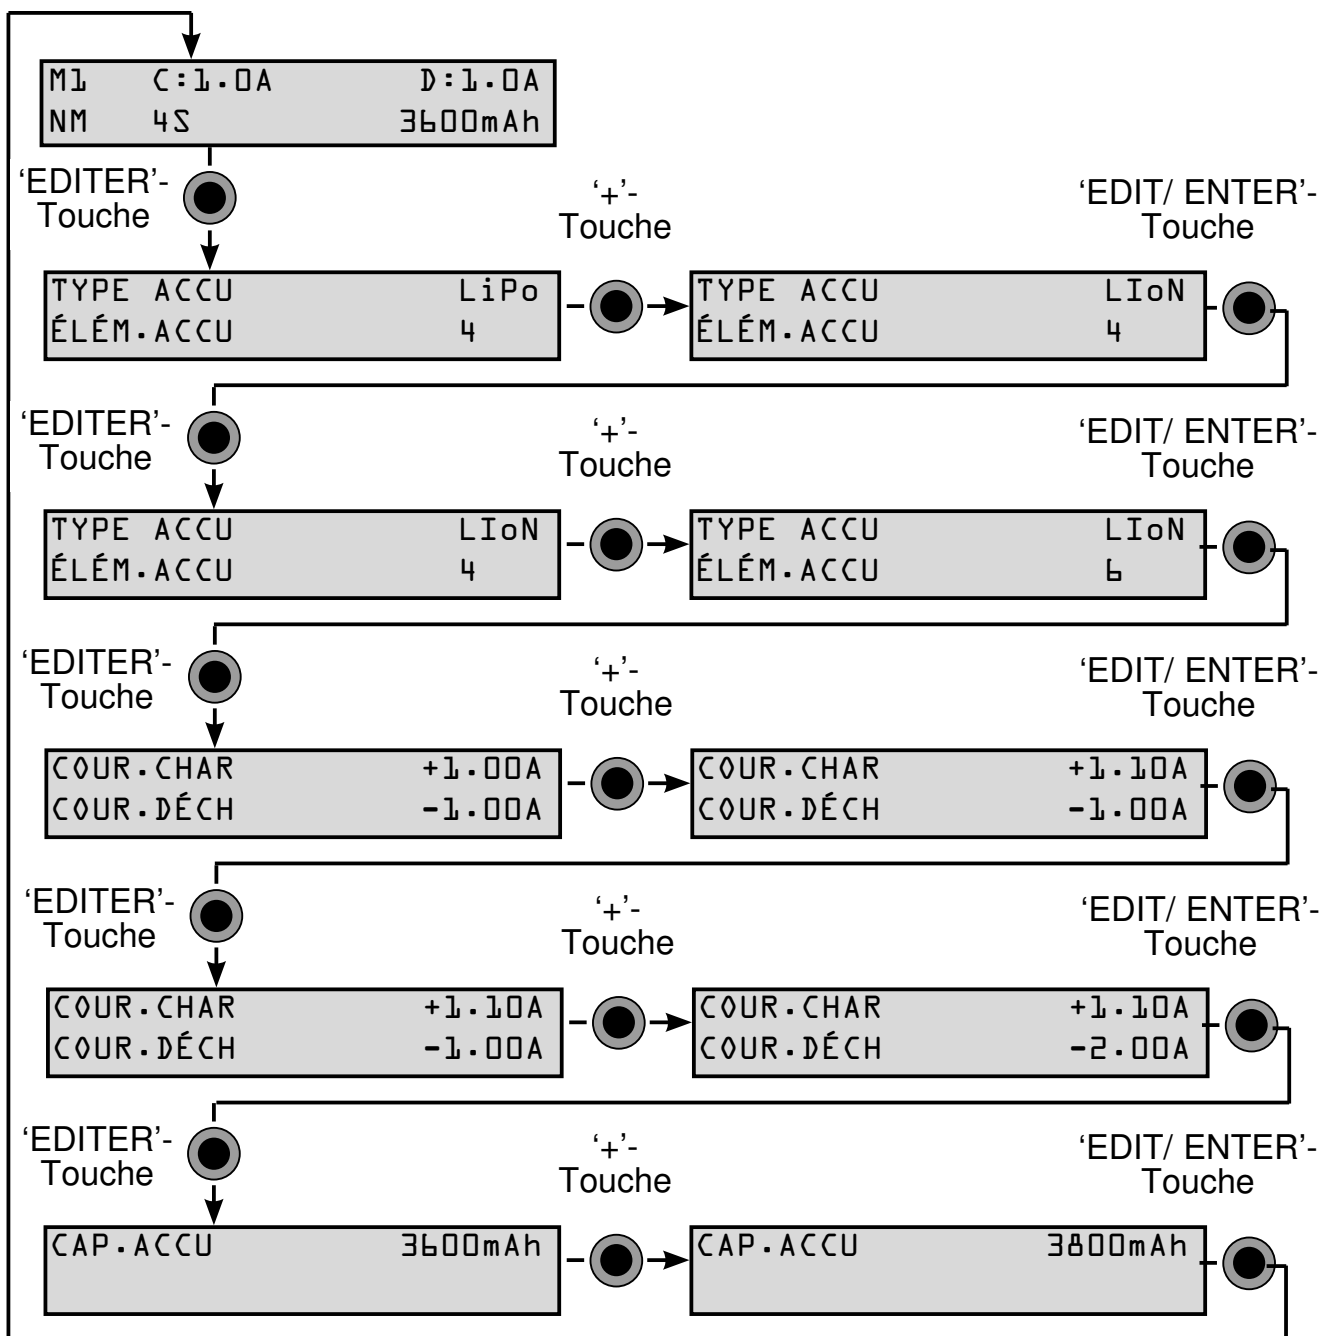 M1 C:1.0A D:1.0A
NM 4S 3600mAh
‘EDITER’-
Touche
‘+’-
Touche
‘EDIT/ ENTER’-
Touche
TYPE ACCU LiPo
ÉLÉM.ACCU 4
TYPE ACCU LIoN
ÉLÉM.ACCU 4
‘EDITER’-
Touche
‘+’-
Touche
‘EDIT/ ENTER’-
Touche
TYPE ACCU LIoN
ÉLÉM.ACCU 4
TYPE ACCU LIoN
ÉLÉM.ACCU 6
‘EDITER’-
Touche
‘+’-
Touche
‘EDIT/ ENTER’-
Touche
COUR.CHAR +1.00A
COUR.DÉCH -1.00A
COUR.CHAR +1.10A
COUR.DÉCH -1.00A
‘EDITER’-
Touche
‘+’-
Touche
‘EDIT/ ENTER’-
Touche
COUR.CHAR +1.10A
COUR.DÉCH -1.00A
COUR.CHAR +1.10A
COUR.DÉCH -2.00A
‘EDITER’-
Touche
‘+’-
Touche
‘EDIT/ ENTER’-
Touche
CAP.ACCU 3600mAh
CAP.ACCU 3800mAh